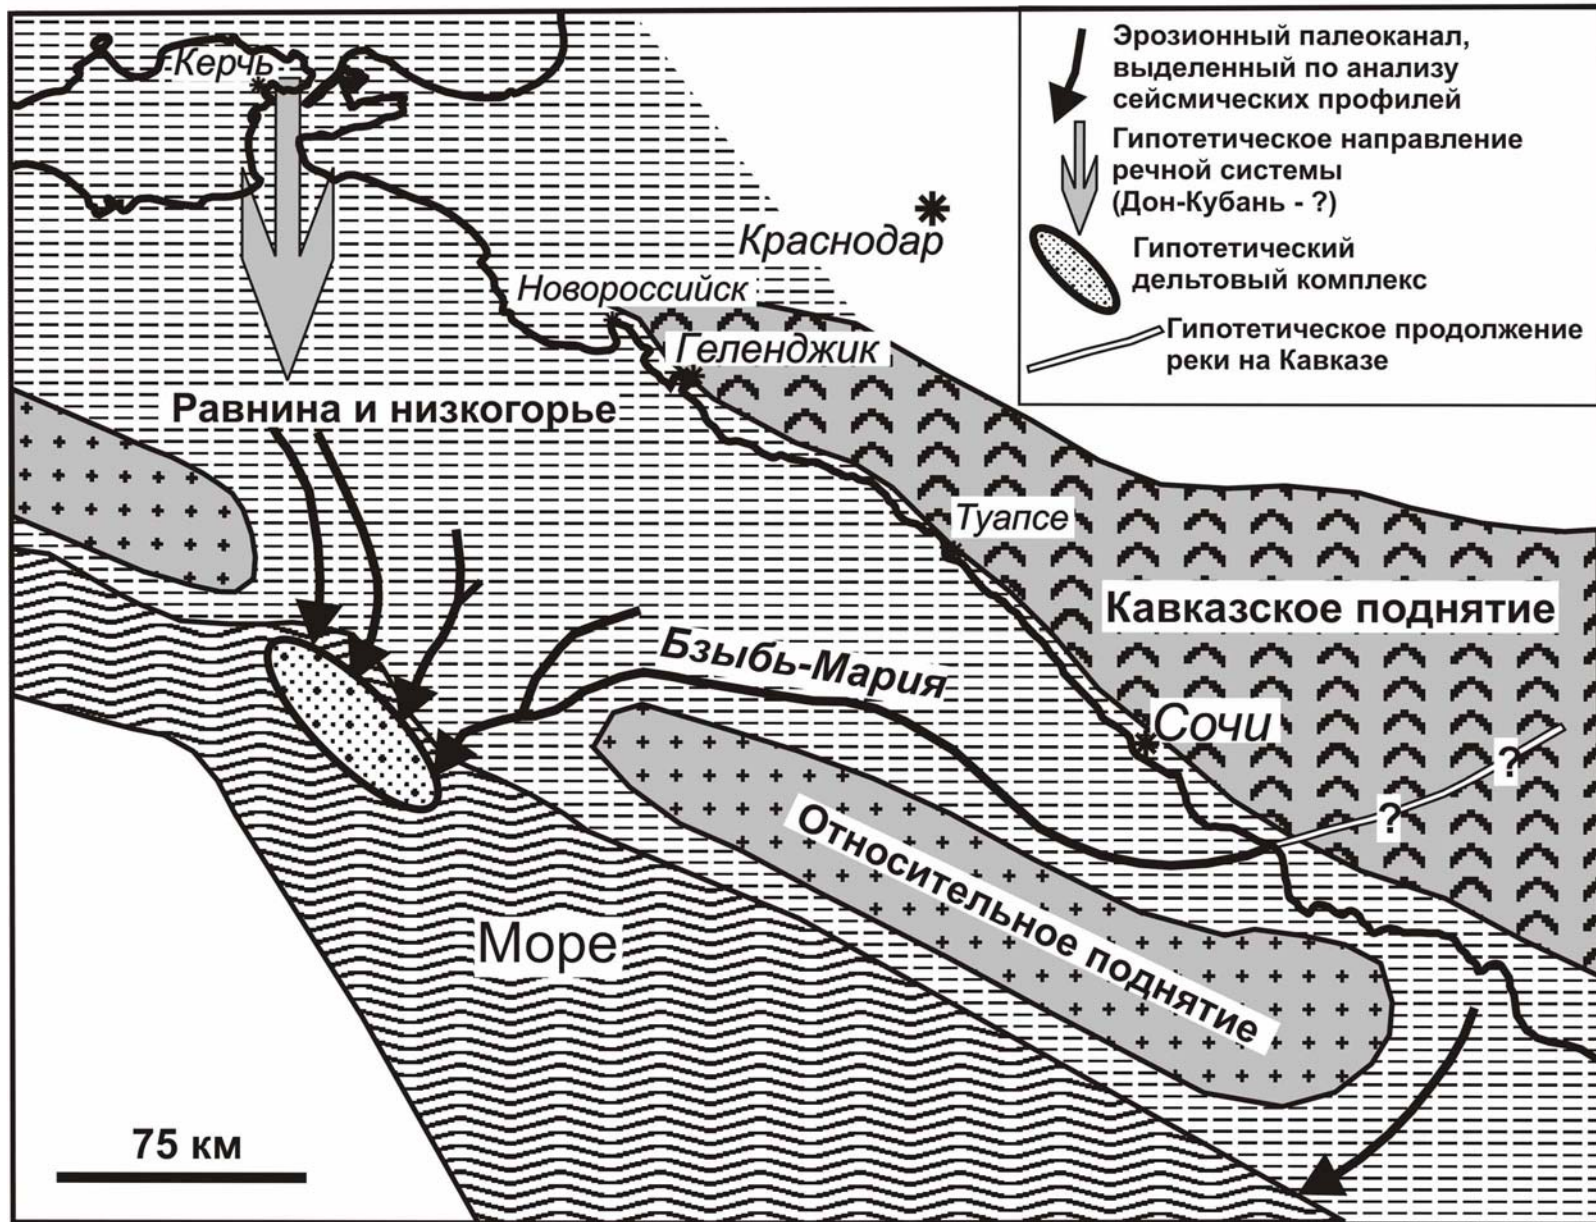 Керчь
Краснодар
Новороссийск
Геленджик
Равнина и низкогорье
Туапсе
Кавказское поднятие
Бзыбь-Мария
Сочи
?
?
Относительное поднятие
Море
75 км
Эрозионный палеоканал,
выделенный по анализу
сейсмических профилей
Гипотетическое направление
речной системы
(Дон-Кубань - ?)
Гипотетический
дельтовый комплекс
Гипотетическое продолжение
реки на Кавказе